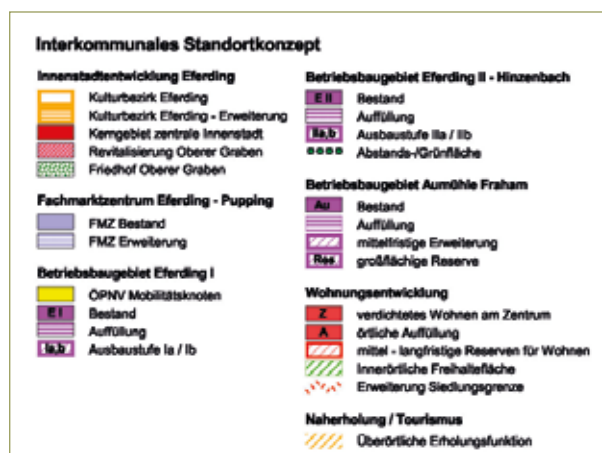 Interkommunales Standortkonzept
Innenstadtentwicklung Eferding
Kulturbezirk Eferding
Kulturbezirk Eferding - Erweiterung
Kerngebiet zentrale Innenstadt
Revitalisierung Oberer Graben
Friedhof Oberer Graben
Fachmarktzentrum Eferding - Pupping
FMZ Bestand
FMZ Erweiterung
Betriebsbaugebiet Eferding I
ÖPNV Mobilitätsknoten
E I Bestand
Auffüllung
Ia,b Ausbaustufe Ia / Ib
Betriebsbaugebiet Eferding II - Hinzenbach
E II Bestand
Auffüllung
IIa,b Ausbaustufe IIa / IIb
Abstands-/Grünfläche
Betriebsbaugebiet Aumühle Fraham
Au Bestand
Auffüllung
mittelfristige Erweiterung
Res großflächige Reserve
Wohnungsentwicklung
Z verdichtetes Wohnen am Zentrum
A örtliche Auffüllung
mittel - langfristige Reserven für Wohnen
Innerörtliche Freihaltefläche
Erweiterung Siedlungsgrenze
Naherholung / Tourismus
Überörtliche Erholungsfunktion